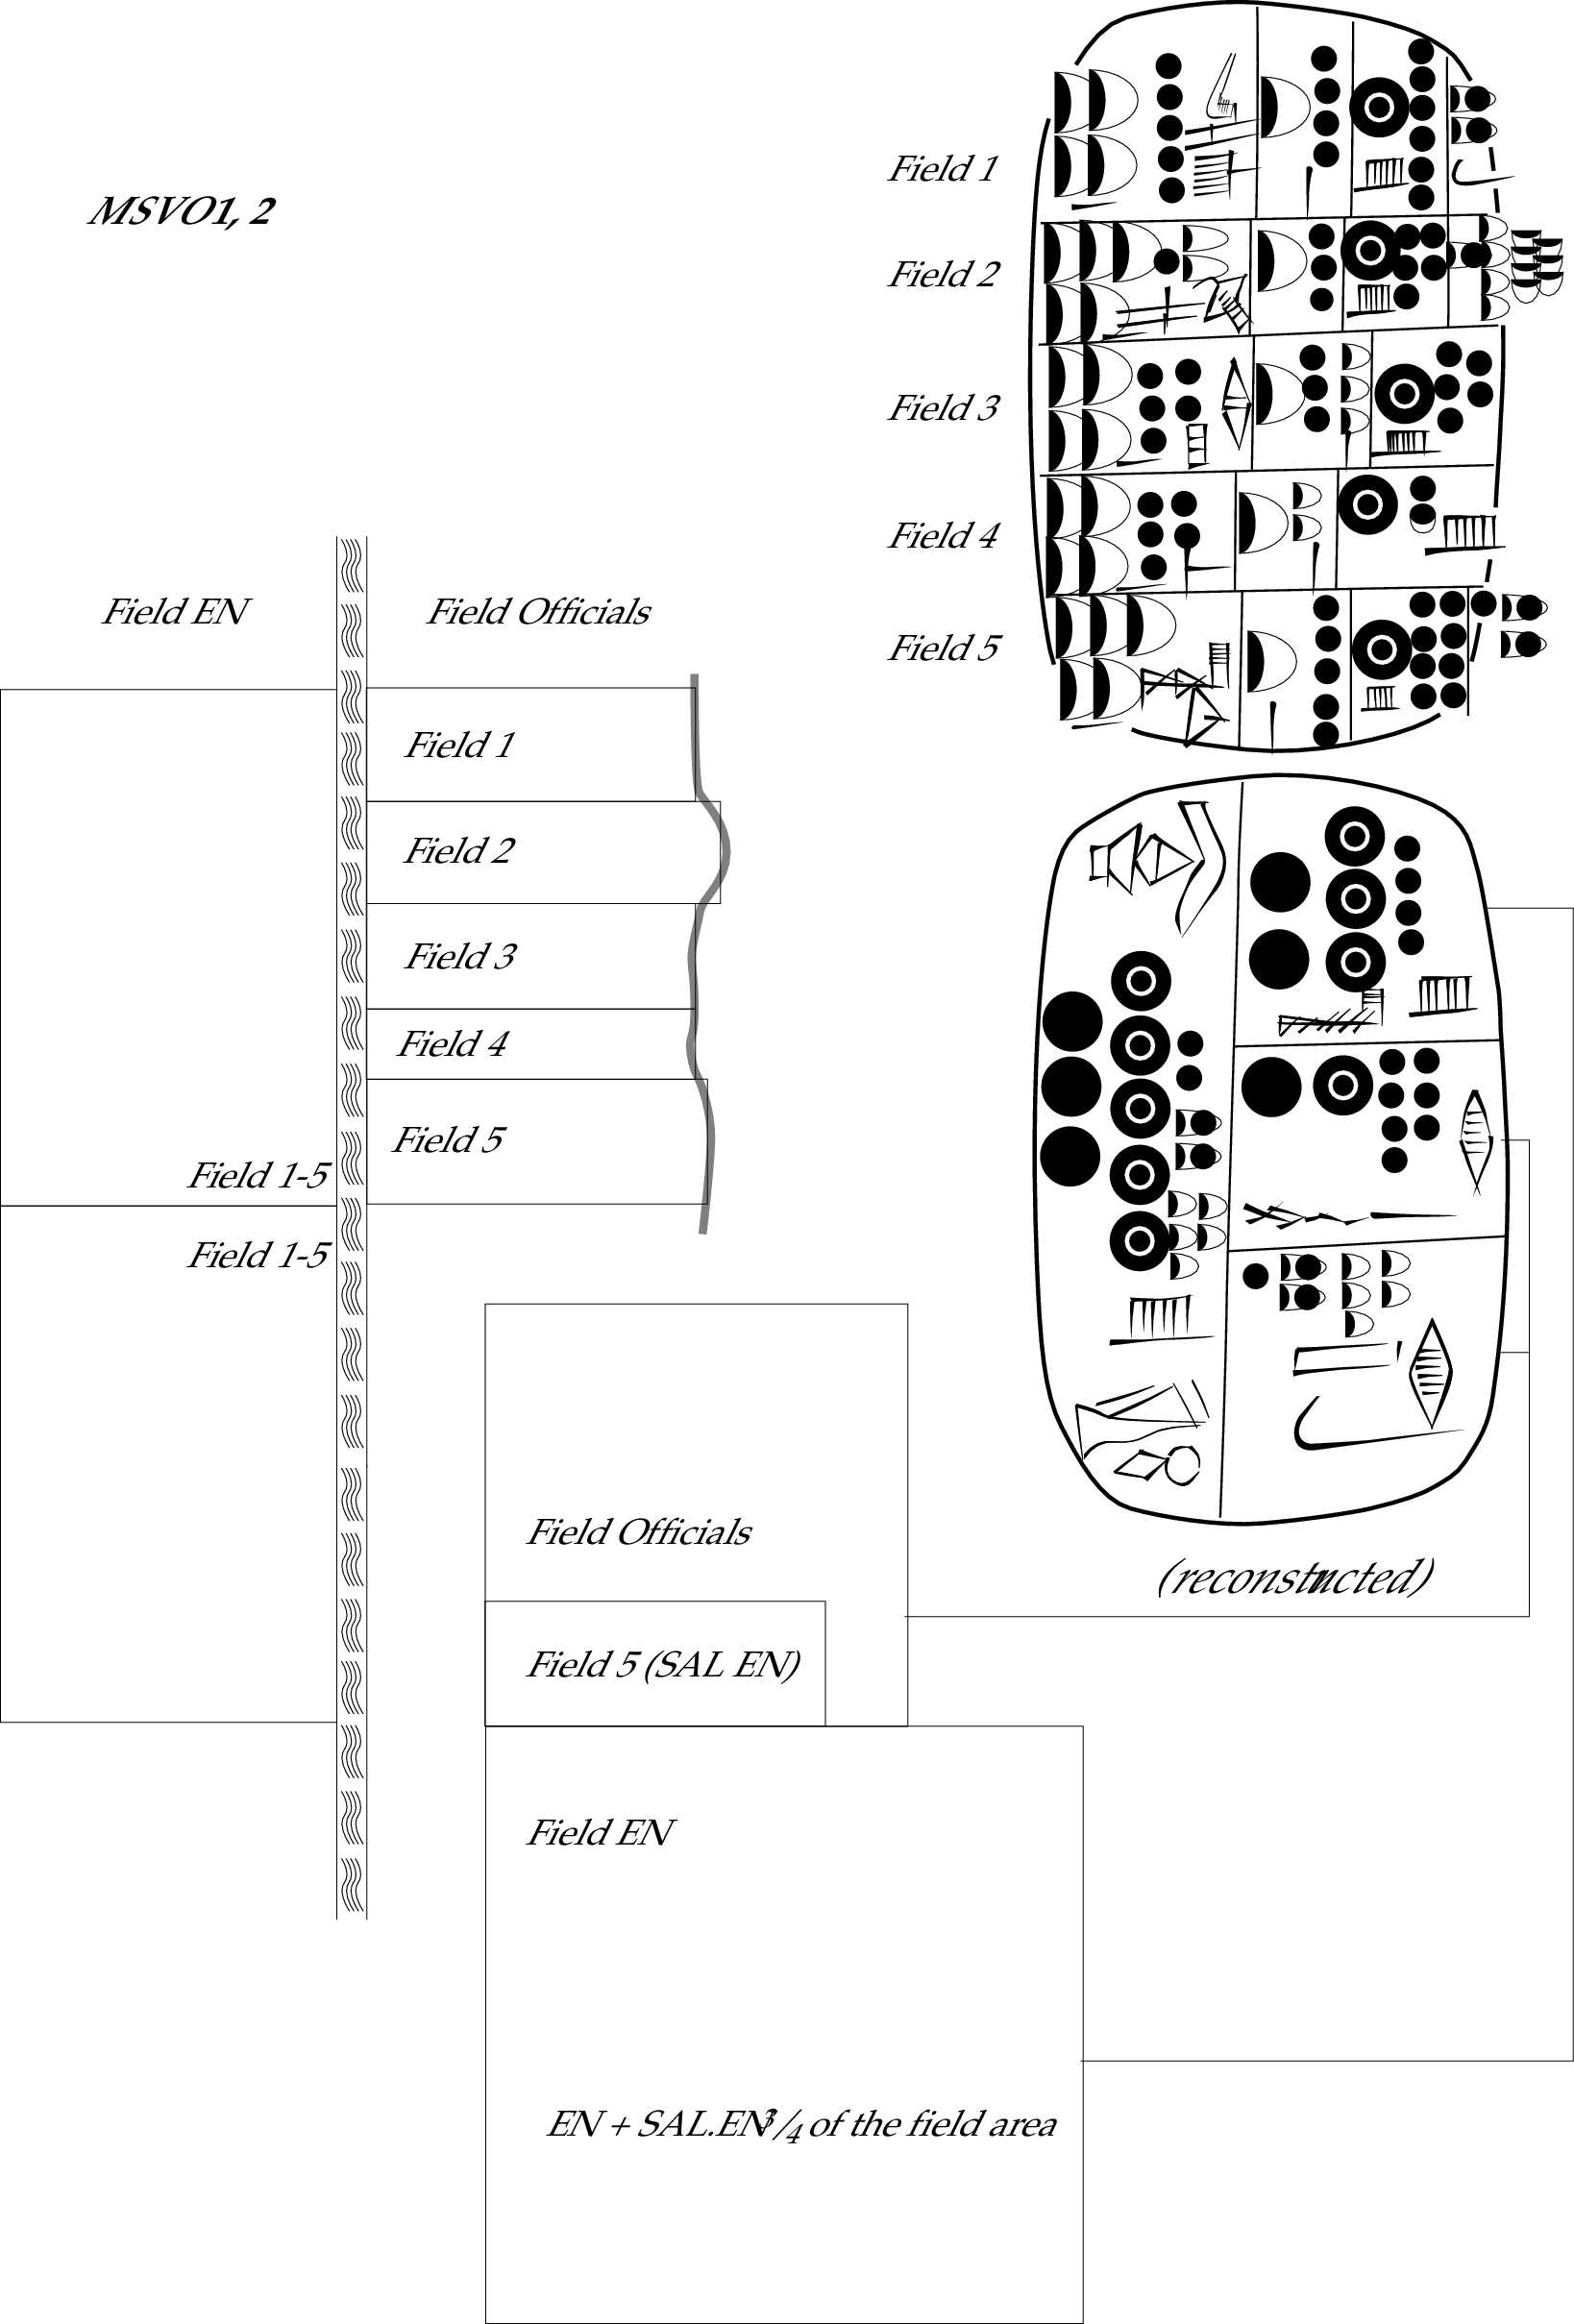 MSVO1, 2
Field 1
Field 2
Field 3
Field 4
Field 5
Field EN
Field Officials
Field 1
Field 2
Field 3
Field 4
Field 5
Field 1-5
Field 1-5
Field Officials
Field 5 (SAL EN)
Field EN
EN + SAL.EN 3/4 of the field area
(reconstructed)